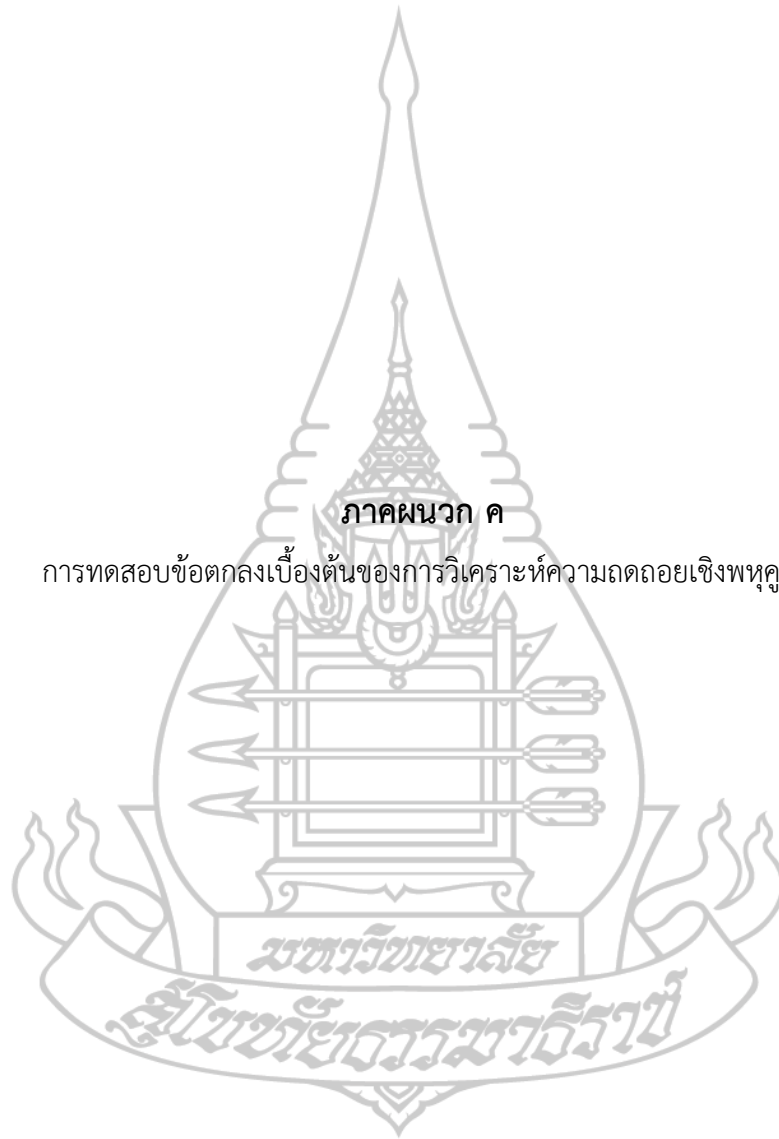 ภาคผนวก ค
การทดสอบข้อตกลงเบื้องต้นของการวิเคราะห์ความถดถอยเชิงพหุคู
มหาวิทยาลัย
สุโขทัยธรรมาธิราช